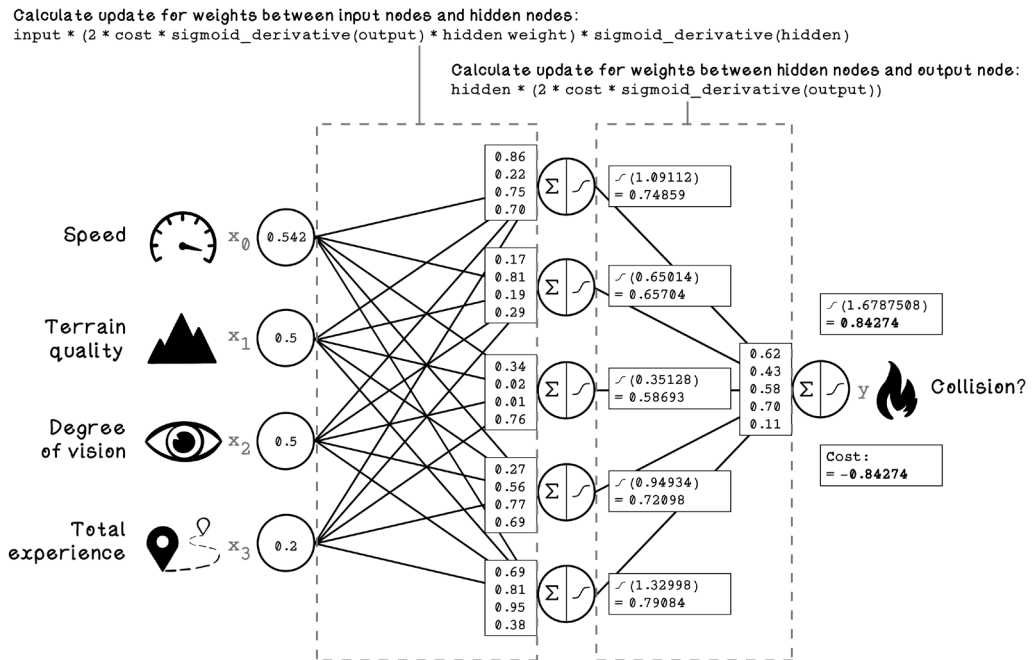 Calculate update for weights between input nodes and hidden nodes:
input * (2 * cost * sigmoid_derivative(output) * hidden weight) * sigmoid_derivative(hidden)
Calculate update for weights between hidden nodes and output node:
hidden * (2 * cost * sigmoid_derivative(output))
Speed
x0
0.542
Terrain
quality
x1
0.5
Degree
of vision
x2
0.5
Total
experience
x3
0.2
0.86
0.22
0.75
0.70
Σ
(1.09112)
= 0.74859
0.17
0.81
0.19
0.29
Σ
(0.65014)
= 0.65704
0.34
0.02
0.01
0.76
Σ
(0.35128)
= 0.58693
0.27
0.56
0.77
0.69
Σ
(0.94934)
= 0.72098
0.69
0.81
0.95
0.38
Σ
(1.32998)
= 0.79084
0.62
0.43
0.58
0.70
0.11
Σ
(1.6787508)
= 0.84274
y
Collision?
Cost:
= -0.84274